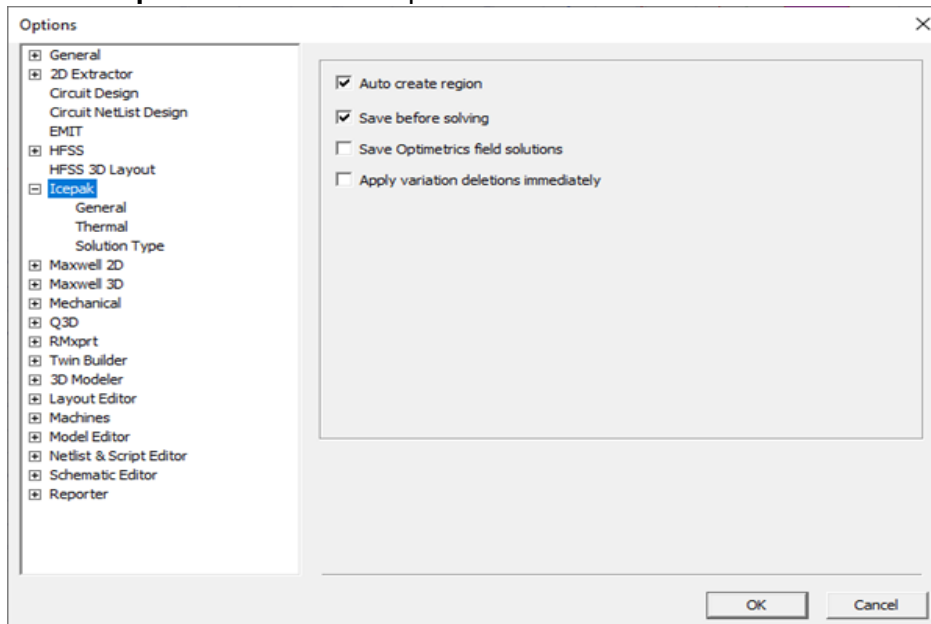 Options
General
2D Extractor
Circuit Design
Circuit NetList Design
EMIT
HFSS
HFSS 3D Layout
Icepak
General
Thermal
Solution Type
Maxwell 2D
Maxwell 3D
Mechanical
Q3D
RMxprt
Twin Builder
3D Modeler
Layout Editor
Machines
Model Editor
Netlist & Script Editor
Schematic Editor
Reporter
Auto create region
Save before solving
Save Optimetrics field solutions
Apply variation deletions immediately
OK
Cancel